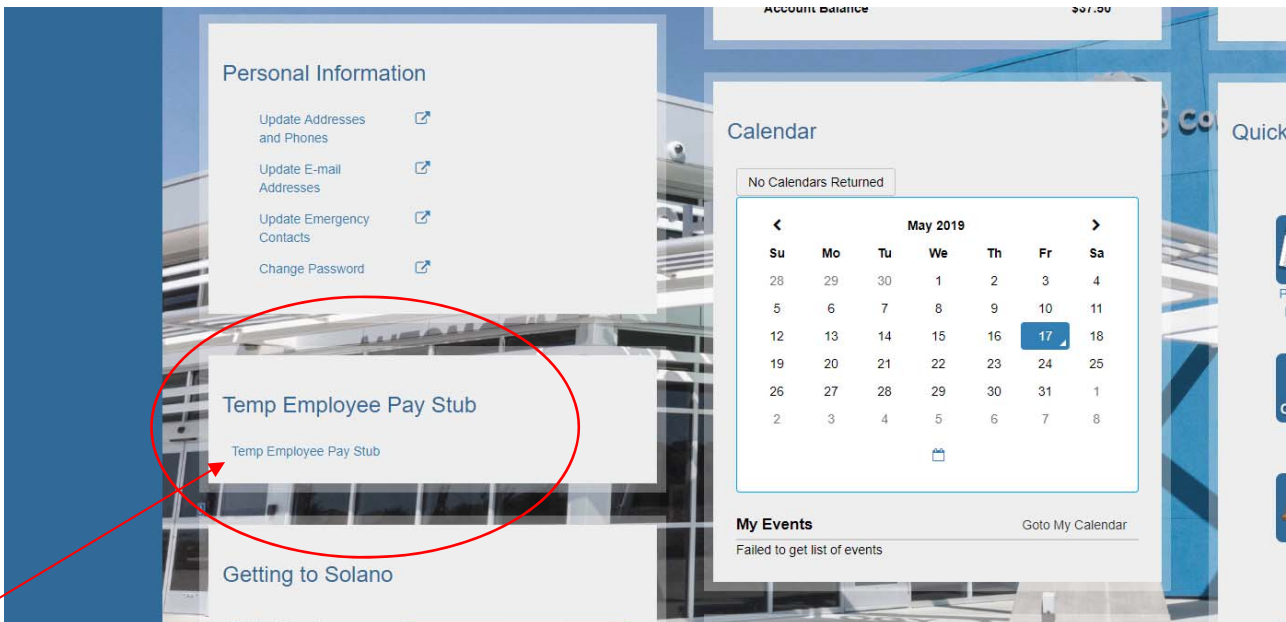 Account Balance $37.50
Personal Information
Update Addresses
and Phones
Update E-mail
Addresses
Update Emergency
Contacts
Change Password
Temp Employee Pay Stub
Temp Employee Pay Stub
Getting to Solano
Calendar
No Calendars Returned
May 2019
Su Mo Tu We Th Fr Sa
28 29 30 1 2 3 4
5 6 7 8 9 10 11
12 13 14 15 16 17 18
19 20 21 22 23 24 25
26 27 28 29 30 31 1
2 3 4 5 6 7 8
My Events Goto My Calendar
Failed to get list of events
Quick